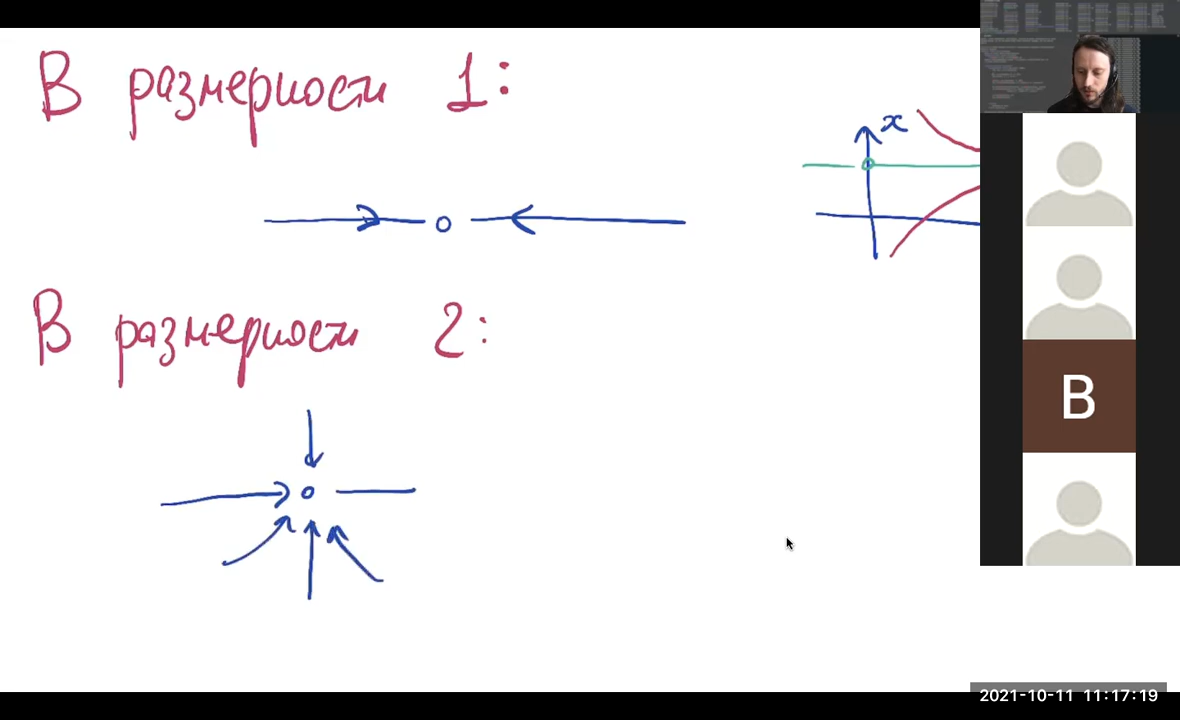 В размерности 1:
x
В размерности 2:
В
2021-10-11 11:17:19